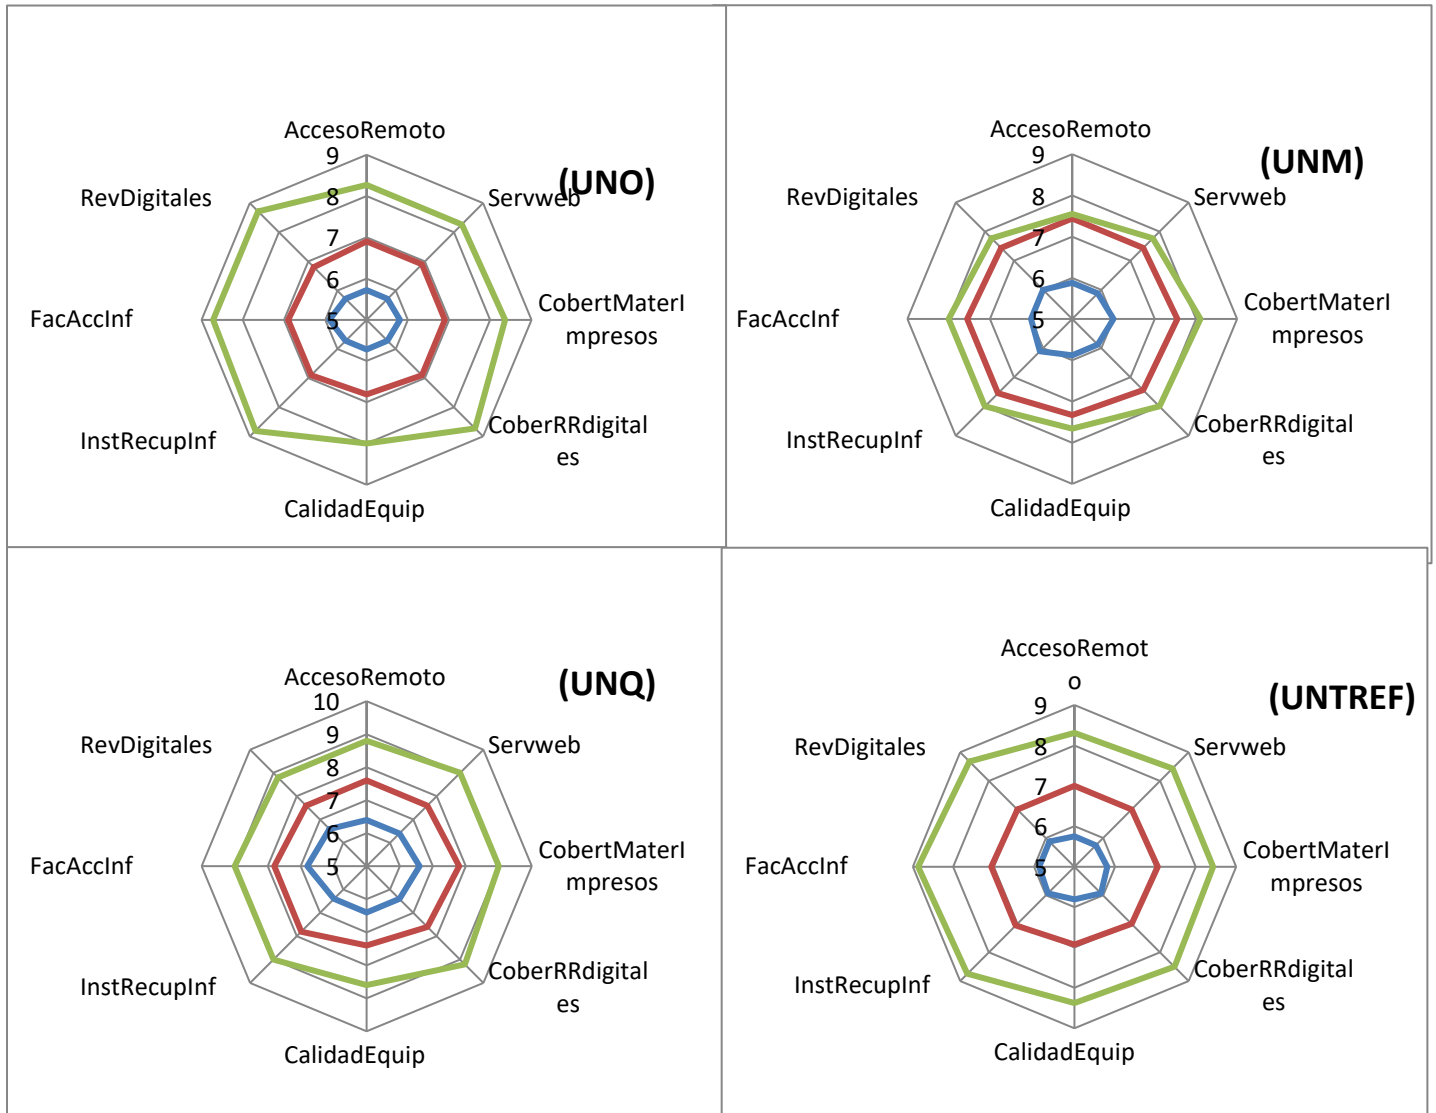 AccesoRemoto
9
8
7
6
5
(UNO)
Servweb
RevDigitales
CobertMaterI
mpresos
FacAccInf
CoberRRdigital
es
InstRecupInf
CalidadEquip
AccesoRemoto
9
8
7
6
5
(UNM)
Servweb
RevDigitales
CobertMaterI
mpresos
FacAccInf
CoberRRdigital
es
InstRecupInf
CalidadEquip
AccesoRemoto
10
9
8
7
6
5
(UNQ)
Servweb
RevDigitales
CobertMaterI
mpresos
FacAccInf
CoberRRdigital
es
InstRecupInf
CalidadEquip
AccesoRemot
o
9
8
7
6
5
(UNTREF)
Servweb
RevDigitales
CobertMaterI
mpresos
FacAccInf
CoberRRdigital
es
InstRecupInf
CalidadEquip